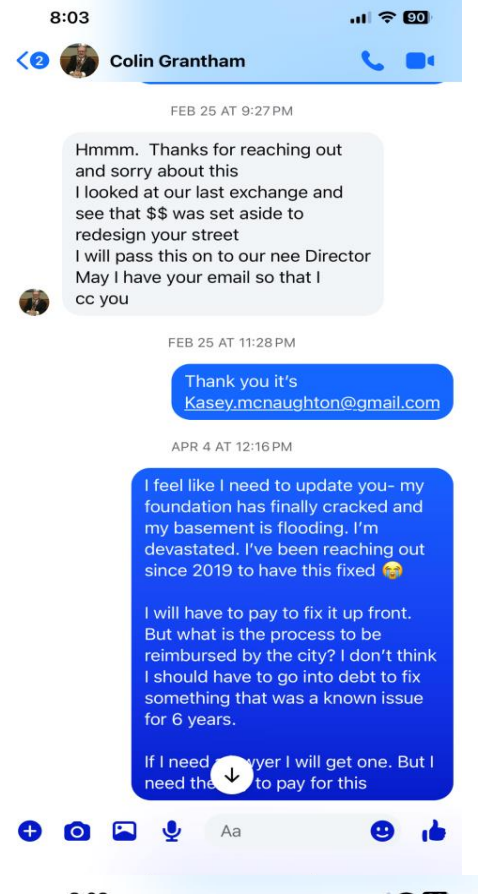 8:03
90
2
Colin Grantham
FEB 25 AT 9:27 PM
Hmmm.  Thanks for reaching out
and sorry about this
I looked at our last exchange and
see that $$ was set aside to
redesign your street
I will pass this on to our nee Director
May I have your email so that I
cc you
FEB 25 AT 11:28 PM
Thank you it's
Kasey.mcnaughton@gmail.com
APR 4 AT 12:16 PM
I feel like I need to update you- my
foundation has finally cracked and
my basement is flooding. I'm
devastated. I've been reaching out
since 2019 to have this fixed 😭
I will have to pay to fix it up front.
But what is the process to be
reimbursed by the city? I don't think
I should have to go into debt to fix
something that was a known issue
for 6 years.
If I need I will get one. But I
need to pay for this
Aa